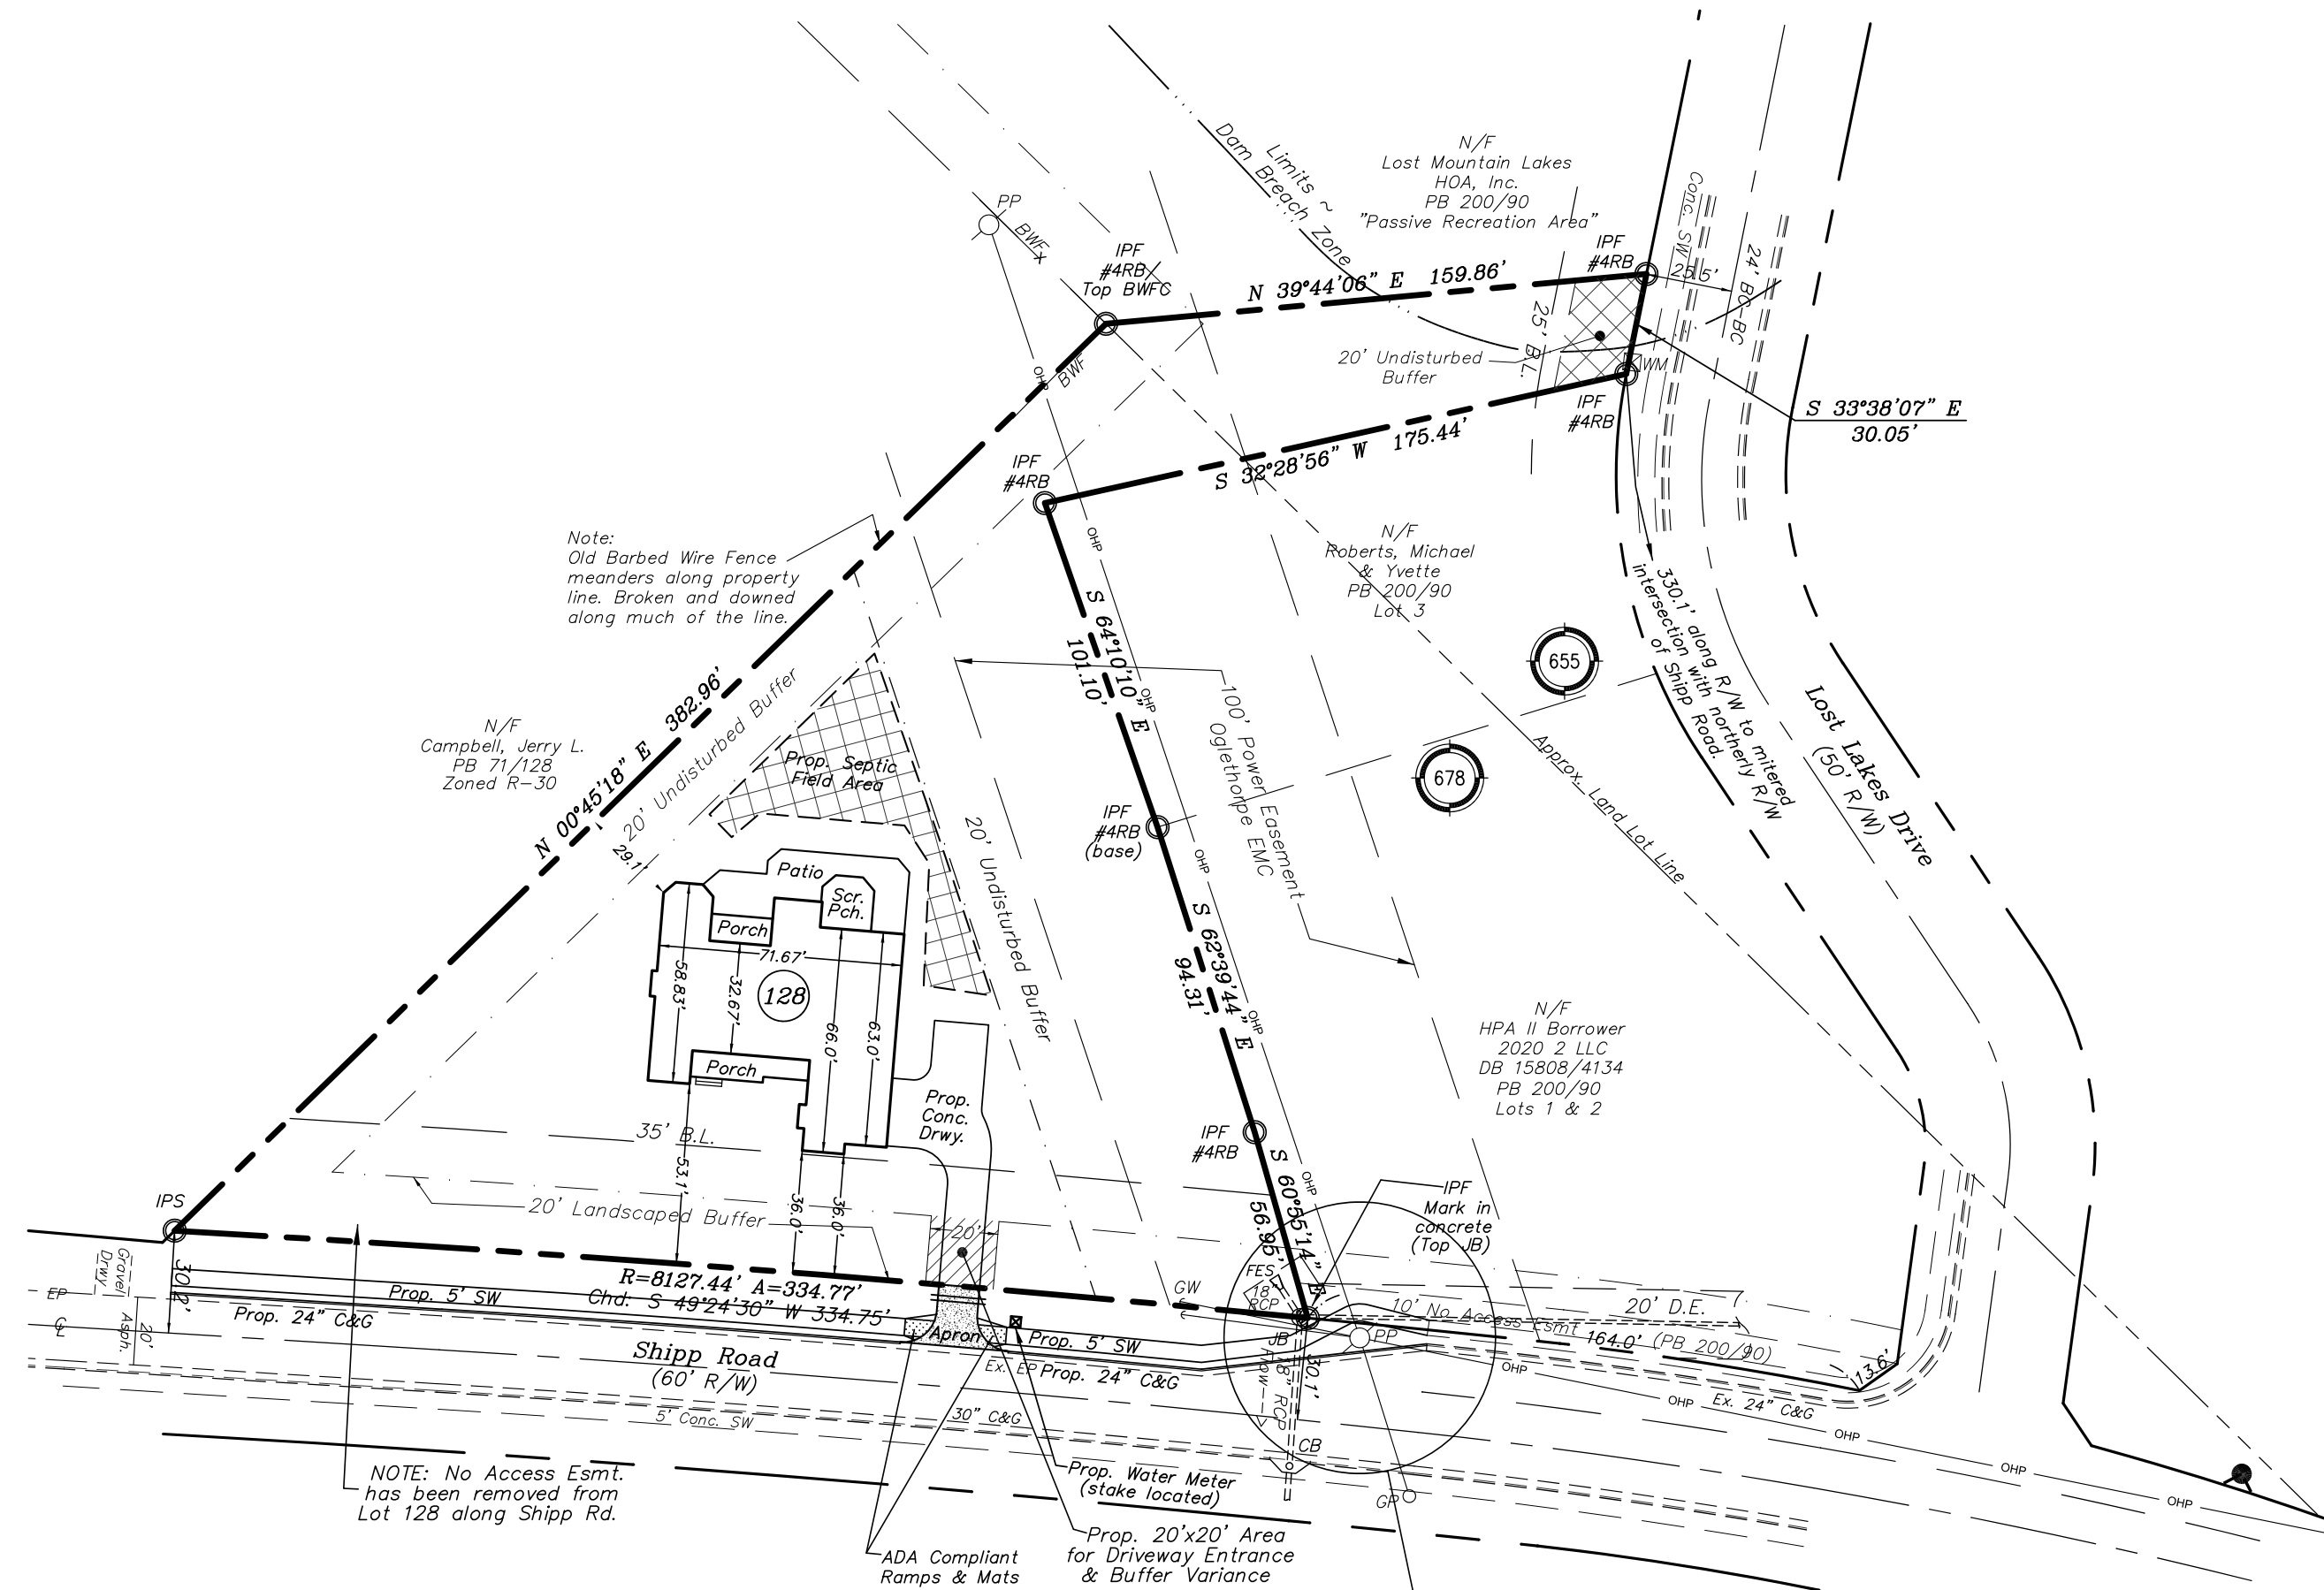 N/F
Lost Mountain Lakes
HOA, Inc.
PB 200/90
"Passive Recreation Area"
Limits ~
Dam Breach Zone
PP
BWF
IPF
#4RB
Top BWFC
N 39°44'06" E 159.86'
IPF
#4RB
25.5'
Conc. SW
24' BC-BC
25' B.L.
20' Undisturbed
Buffer
WM
IPF
#4RB
S 33°38'07" E
30.05'
OHP
BWF
S 32°28'56" W 175.44'
IPF
#4RB
Note:
Old Barbed Wire Fence
meanders along property
line. Broken and downed
along much of the line.
OHP
N/F
Roberts, Michael
& Yvette
PB 200/90
Lot 3
330.1' along R/W to mitered
intersection with northerly R/W
of Shipp Road.
655
678
Lost Lakes Drive
(50' R/W)
S 64°10'10" E
101.10'
OHP
100' Power Easement
Oglethorpe EMC
Approx. Land Lot Line
N/F
Campbell, Jerry L.
PB 71/128
Zoned R-30
N 00°45'18" E 382.96'
20' Undisturbed Buffer
29.1'
Prop. Septic
Field Area
20' Undisturbed Buffer
IPF
#4RB
(base)
OHP
S 62°39'44" E
94.31'
OHP
Patio
Scr.
Pch.
Porch
71.67'
58.83'
32.67'
128
66.0'
63.0'
Porch
Prop.
Conc.
Drwy.
N/F
HPA II Borrower
2020 2 LLC
DB 15808/4134
PB 200/90
Lots 1 & 2
35' B.L.
53.1'
36.0'
36.0'
IPF
#4RB
S 60°55'14" E
56.95'
OHP
IPF
Mark in
concrete
(Top JB)
IPS
20' Landscaped Buffer
20'
R=8127.44' A=334.77'
Chd: S 49°24'30" W 334.75'
30.2'
Gravel
Drwy.
EP
Asph.
20'
Prop. 5' SW
Prop. 24" C&G
Apron
Prop. 5' SW
GW
FES
18"
RCP
JB
PP
10' No Access Esmt
20' D.E.
164.0'
(PB 200/90)
13.6'
Shipp Road
(60' R/W)
Ex. EP
Prop. 24" C&G
Flow
18" RCP
30.1'
OHP
OHP
Ex. 24" C&G
OHP
OHP
OHP
5' Conc. SW
30" C&G
CB
GP
NOTE: No Access Esmt.
has been removed from
Lot 128 along Shipp Rd.
Prop. Water Meter
(stake located)
Prop. 20'x20' Area
for Driveway Entrance
& Buffer Variance
ADA Compliant
Ramps & Mats